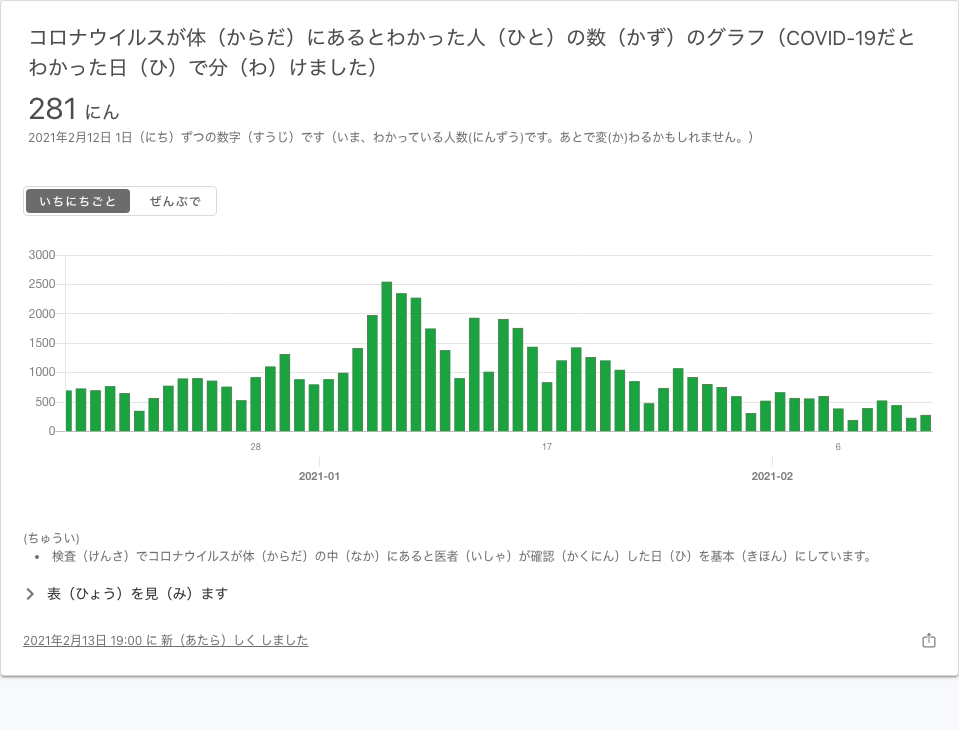 コロナウイルスが体（からだ）にあるとわかった人（ひと）の数（かず）のグラフ（COVID-19だと
わかった日（ひ）で分（わ）けました）
281 にん
2021年2月12日 1日（にち）ずつの数字（すうじ）です（いま、わかっている人数(にんずう)です。あとで変(か)わるかもしれません。）
いちにちごと ぜんぶで
3000
2500
2000
1500
1000
500
0
28 17 6
2021-01 2021-02
(ちゅうい)
• 検査（けんさ）でコロナウイルスが体（からだ）の中（なか）にあると医者（いしゃ）が確認（かくにん）した日（ひ）を基本（きほん）にしています。
表（ひょう）を見（み）ます
2021年2月13日 19:00 に 新（あたら）しく しました